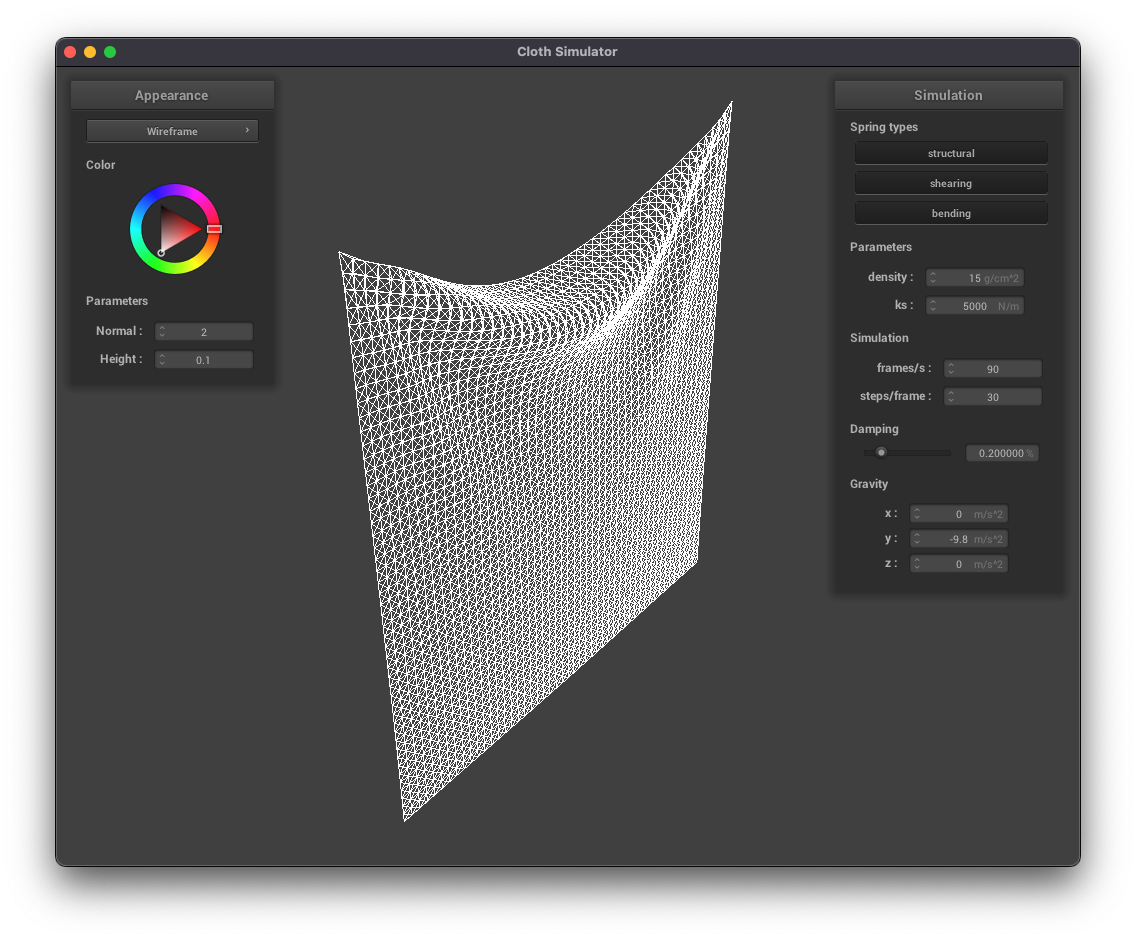 Cloth Simulator
Appearance
Wireframe
Color
Parameters
Normal : 2
Height : 0.1
Simulation
Spring types
structural
shearing
bending
Parameters
density : 15 g/cm^2
ks : 5000 N/m
Simulation
frames/s : 90
steps/frame : 30
Damping
0.200000 %
Gravity
x : 0 m/s^2
y : -9.8 m/s^2
z : 0 m/s^2